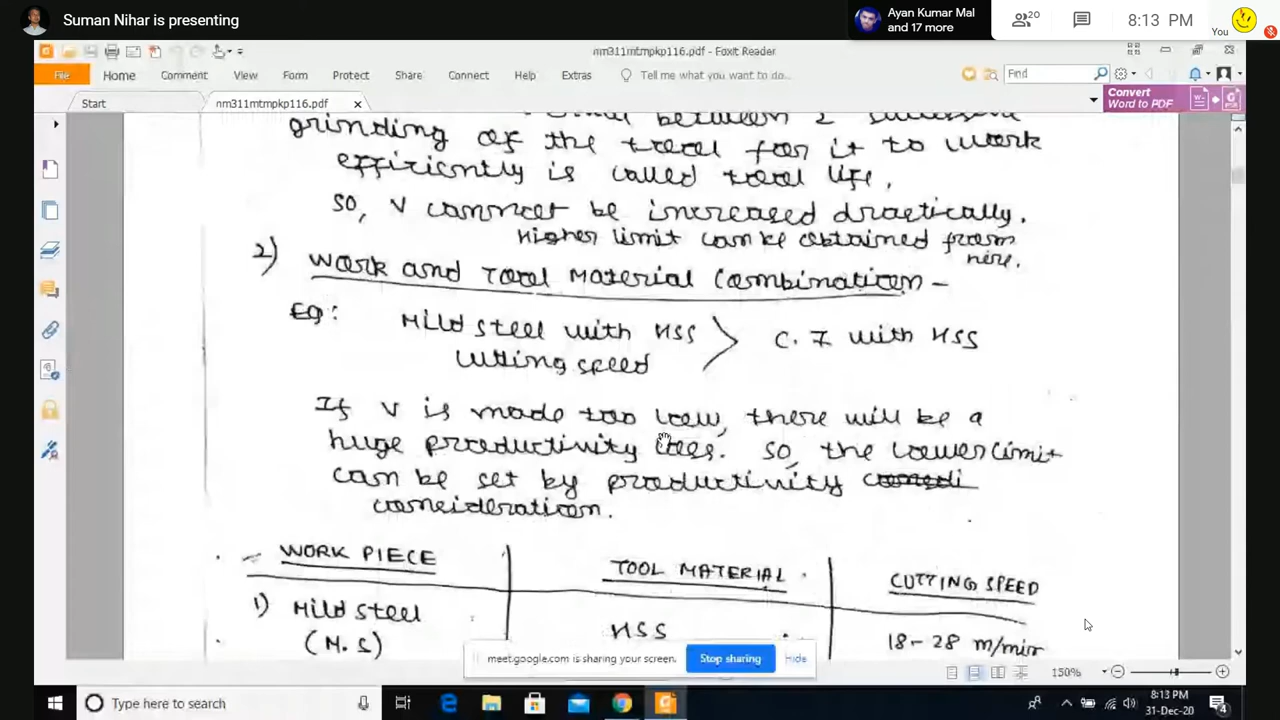 Suman Nihar is presenting
Ayan Kumar Mal
and 17 more
20
8:13 PM
You
nm311mtmpkp116.pdf - Foxit Reader
File
Home
Comment
View
Form
Protect
Share
Connect
Help
Extras
Tell me what you want to do...
Find
Start
nm311mtmpkp116.pdf
Convert
Word to PDF
between 2
grinding of the tool for it to work
efficiently is called tool life.
So, V cannot be increased drastically.
Higher limit can be obtained from
here.
2) Work and Tool Material Combination -
Eg: Mild steel with HSS > C.I with HSS
Cutting speed
If V is made too low, there will be a
huge productivity loss. So, the lower limit
can be set by productivity
consideration.
WORK PIECE
TOOL MATERIAL
CUTTING SPEED
1) Mild steel
(M.S)
HSS
18-28 m/min
meet.google.com is sharing your screen.
Stop sharing
Hide
150%
Type here to search
8:13 PM
31-Dec-20
4